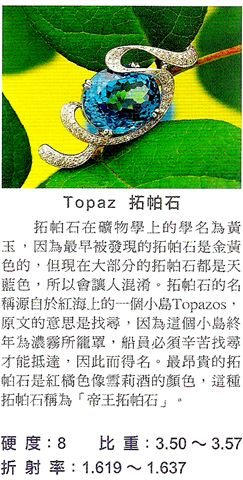 Topaz 拓帕石
拓帕石在礦物學上的學名為黃
玉，因為最早被發現的拓帕石是金黃
色的，但現在大部分的拓帕石都是天
藍色，所以會讓人混淆。拓帕石的名
稱源自於紅海上的一個小島Topazos，
原文的意思是找尋，因為這個小島終
年為濃霧所籠罩，船員必須辛苦找尋
才能抵達，因此而得名。最昂貴的拓
帕石是紅橘色像雪莉酒的顏色，這種
拓帕石稱為「帝王拓帕石」。
硬 度：8 比 重：3.50 ～ 3.57
折 射 率：1.619 ～ 1.637